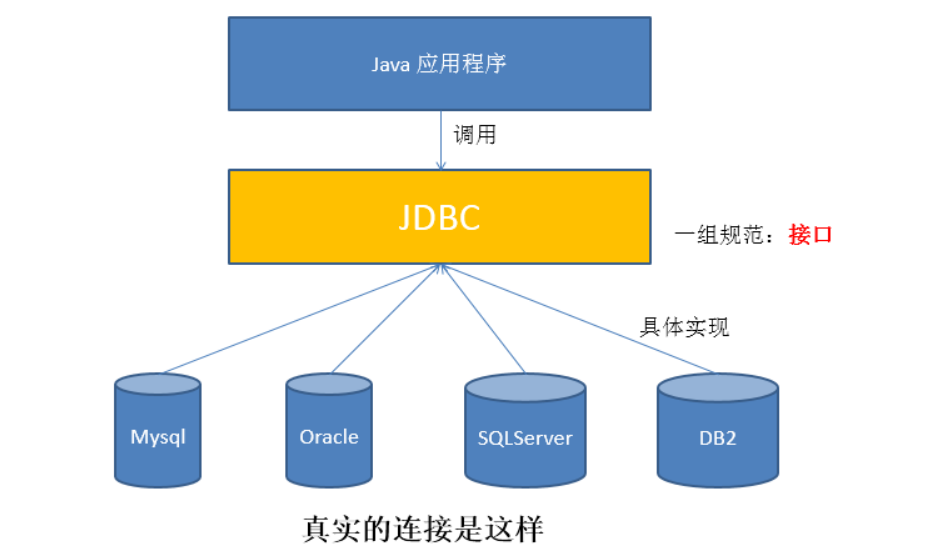 Java 应用程序
调用
JDBC
一组规范：接口
具体实现
Mysql
Oracle
SQLServer
DB2
真实的连接是这样